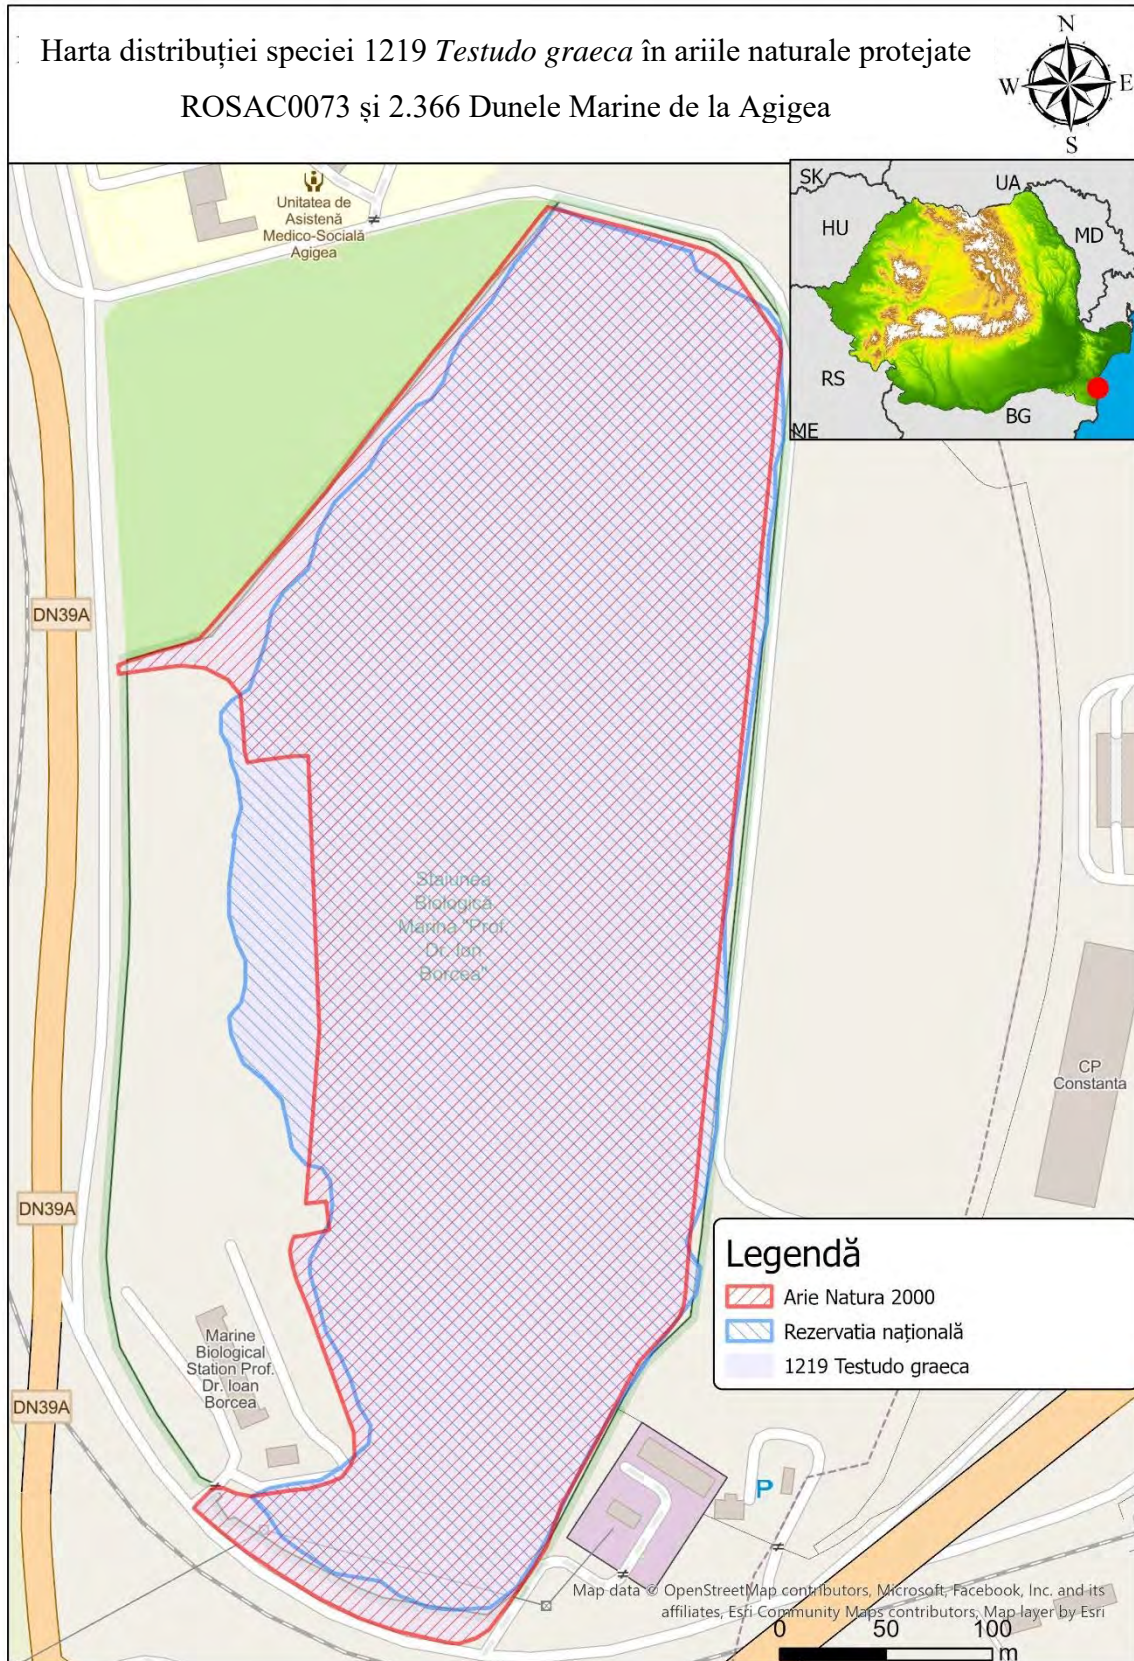 Harta distribuției speciei 1219 Testudo graeca în ariile naturale protejate
ROSAC0073 și 2.366 Dunele Marine de la Agigea
N
W
E
S
SK
UA
HU
MD
RS
BG
ME
Unitatea de
Asistenă
Medico-Socială
Agigea
DN39A
Staiunea
Biologică
Marină "Prof.
Dr. Ion
Borcea"
CP
Constanta
DN39A
Marine
Biological
Station Prof.
Dr. Ioan
Borcea
DN39A
Legendă
Arie Natura 2000
Rezervatia națională
1219 Testudo graeca
P
Map data © OpenStreetMap contributors, Microsoft, Facebook, Inc. and its
affiliates, Esri Community Maps contributors, Map layer by Esri
0 50 100
m